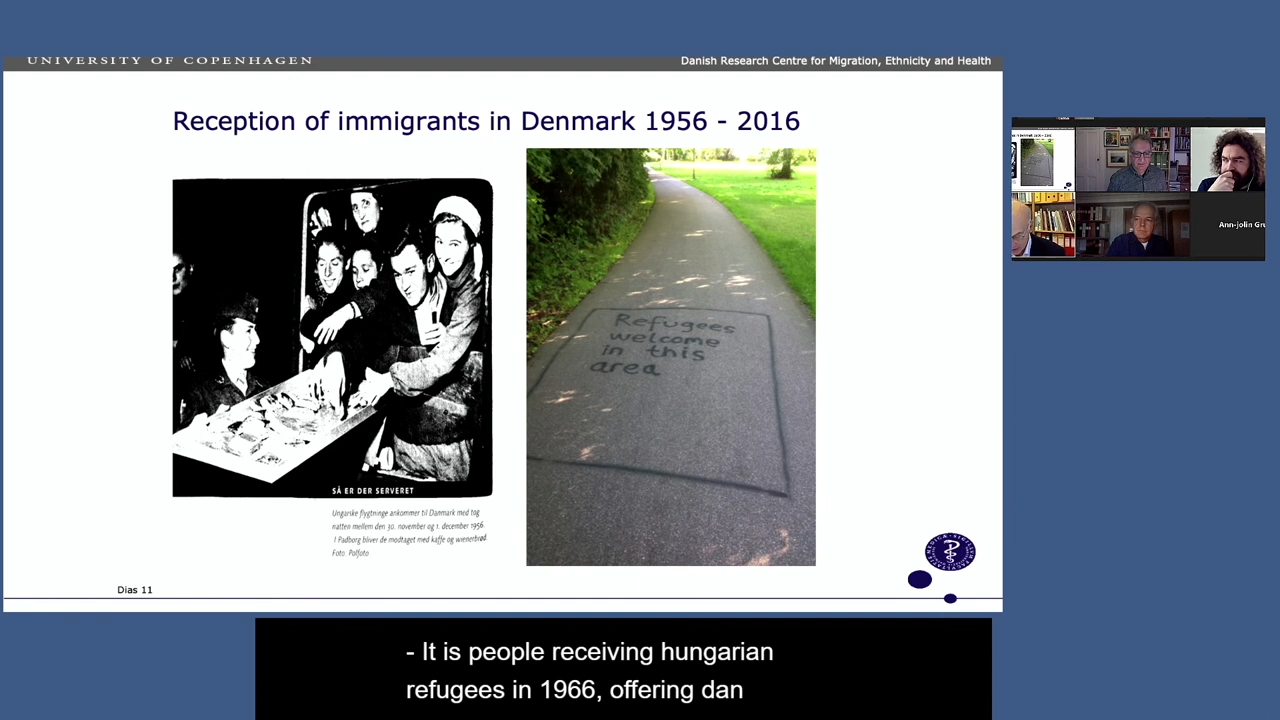 UNIVERSITY OF COPENHAGEN
Danish Research Centre for Migration, Ethnicity and Health
Reception of immigrants in Denmark 1956 - 2016
SÅ ER DER SERVERET
Ungarske flygtninge ankommer til Danmark med tog
natten mellem den 30. november og 1. december 1956.
I Padborg bliver de modtaget med kaffe og wienerbrød.
Foto: Polfoto
Refugees
welcome
in this
area
Dias 11
Ann-jolin Gru
- It is people receiving hungarian
refugees in 1966, offering dan